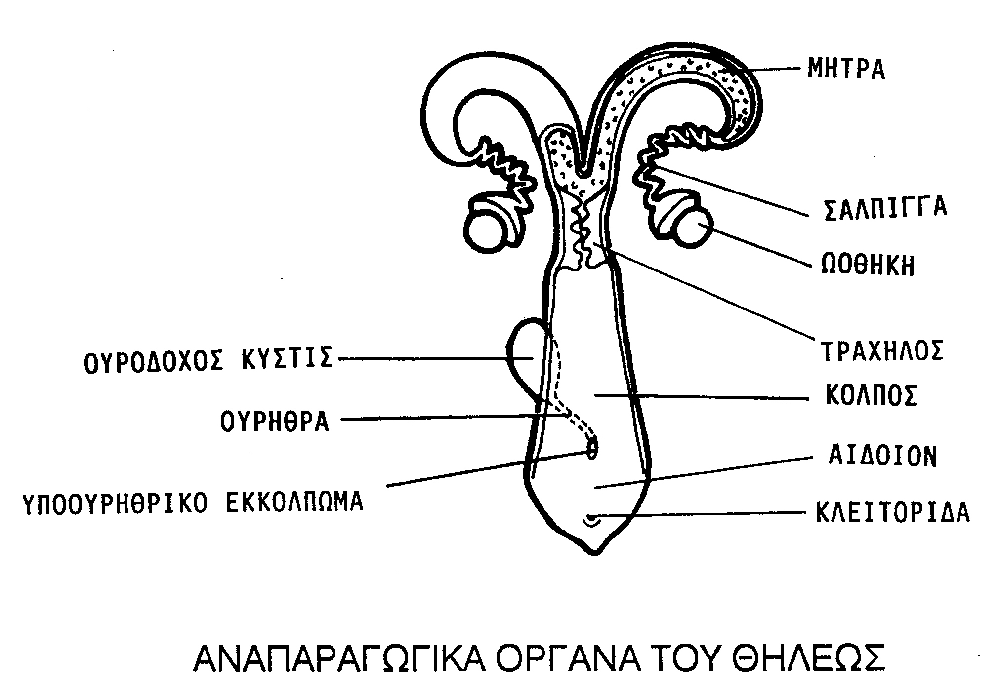 ΜΗΤΡΑ
ΣΑΛΠΙΓΓΑ
ΩΟΘΗΚΗ
ΤΡΑΧΗΛΟΣ
ΟΥΡΟΔΟΧΟΣ ΚΥΣΤΙΣ
ΚΟΛΠΟΣ
ΟΥΡΗΘΡΑ
ΑΙΔΟΙΟΝ
ΥΠΟΟΥΡΗΘΡΙΚΟ ΕΚΚΟΛΠΩΜΑ
ΚΛΕΙΤΟΡΙΔΑ
ΑΝΑΠΑΡΑΓΩΓΙΚΑ ΟΡΓΑΝΑ ΤΟΥ ΘΗΛΕΩΣ